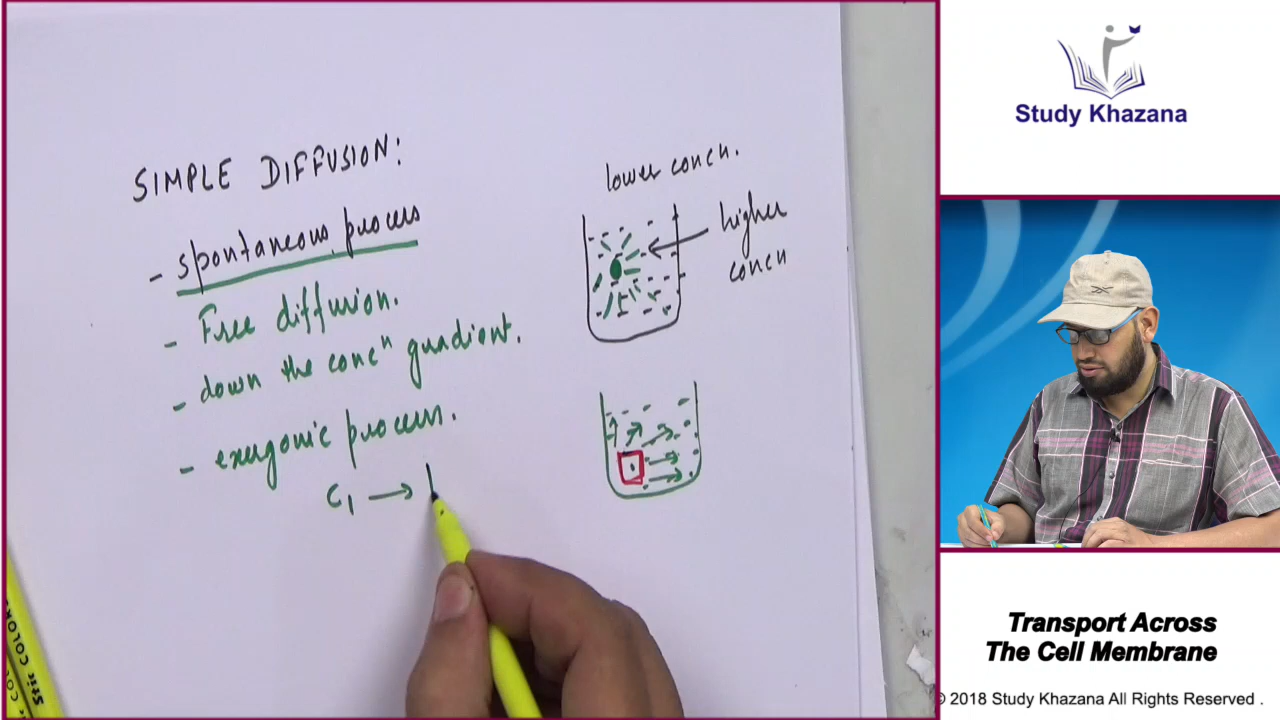 SIMPLE DIFFUSION:
- spontaneous process
- Free diffusion.
- down the concⁿ gradient.
- exergonic process.
C₁ →
lower concn.
higher
concn
Study Khazana
Transport Across
The Cell Membrane
© 2018 Study Khazana All Rights Reserved .